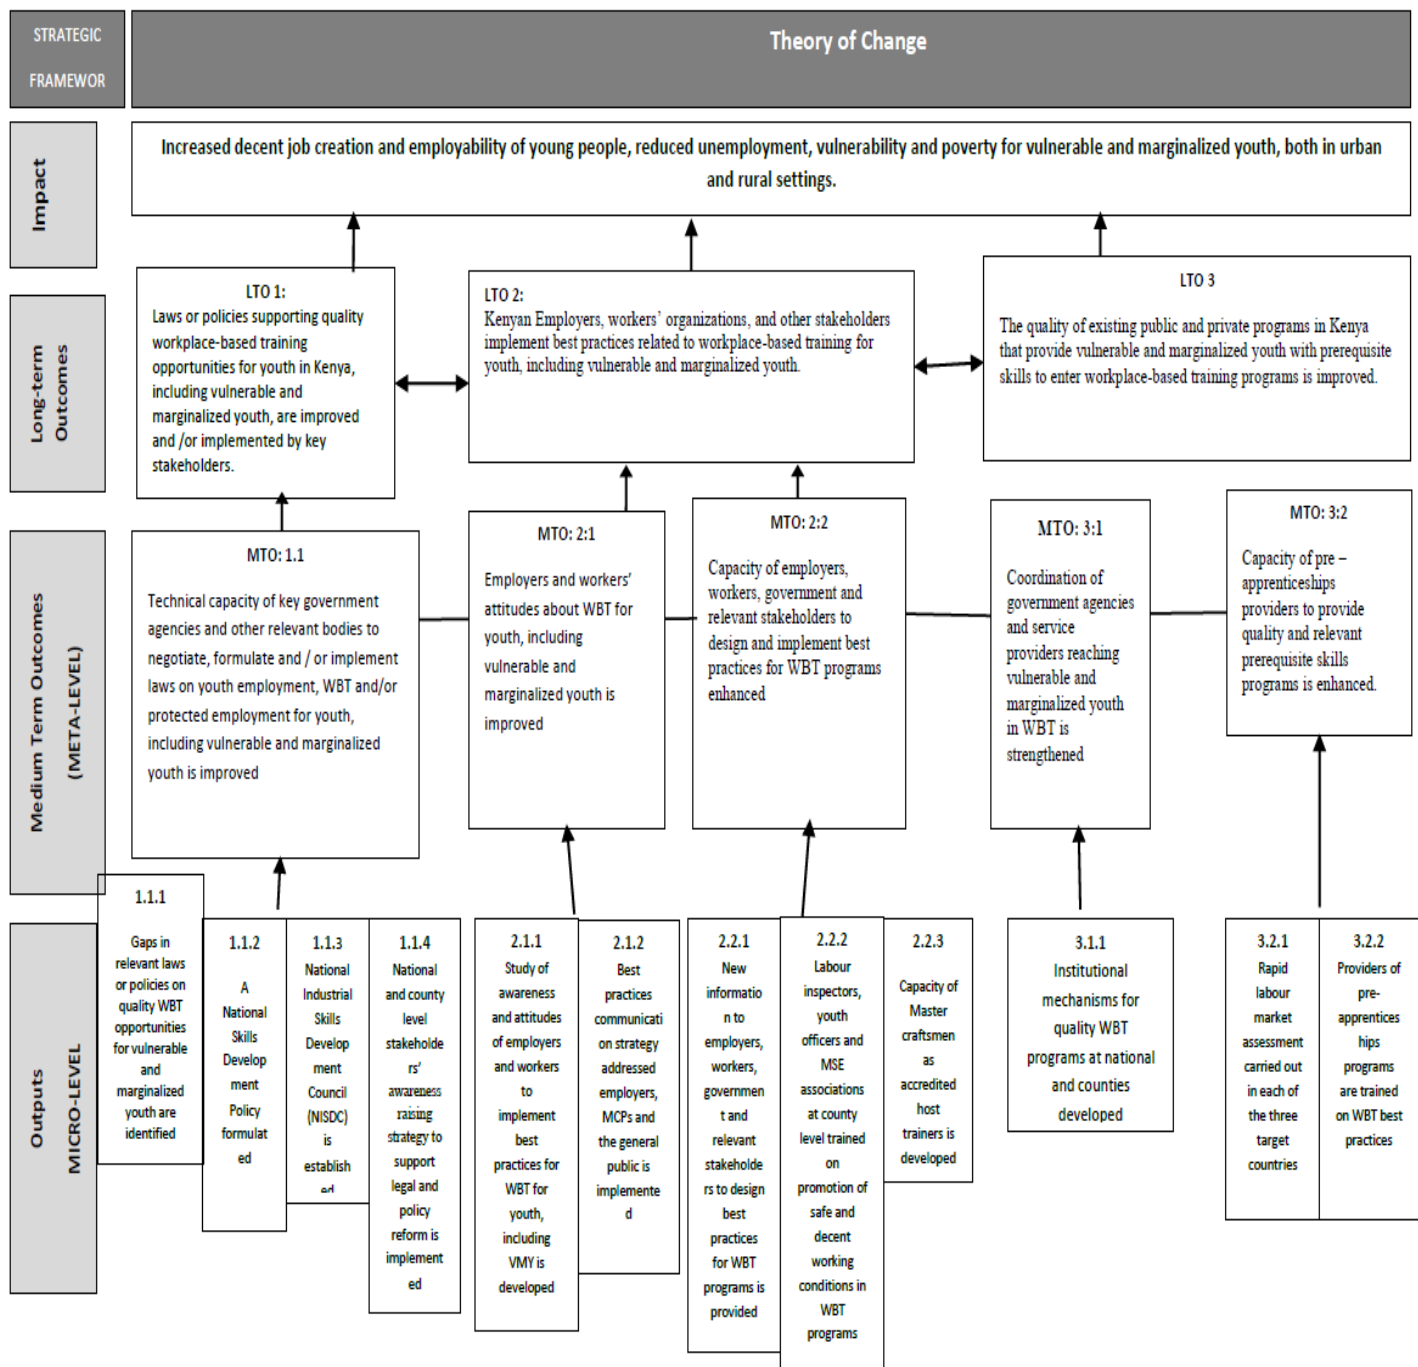 STRATEGIC
FRAMEWOR
Theory of Change
Impact
Increased decent job creation and employability of young people, reduced unemployment, vulnerability and poverty for vulnerable and marginalized youth, both in urban
and rural settings.
Long-term
Outcomes
LTO 1:
Laws or policies supporting quality
workplace-based training
opportunities for youth in Kenya,
including vulnerable and
marginalized youth, are improved
and /or implemented by key
stakeholders.
LTO 2:
Kenyan Employers, workers’ organizations, and other stakeholders
implement best practices related to workplace-based training for
youth, including vulnerable and marginalized youth.
LTO 3
The quality of existing public and private programs in Kenya
that provide vulnerable and marginalized youth with prerequisite
skills to enter workplace-based training programs is improved.
Medium Term Outcomes
(META-LEVEL)
MTO: 1.1
Technical capacity of key government
agencies and other relevant bodies to
negotiate, formulate and / or implement
laws on youth employment, WBT and/or
protected employment for youth,
including vulnerable and marginalized
youth is improved
MTO: 2:1
Employers and workers’
attitudes about WBT for
youth, including
vulnerable and
marginalized youth is
improved
MTO: 2:2
Capacity of employers,
workers, government and
relevant stakeholders to
design and implement best
practices for WBT programs
enhanced
MTO: 3:1
Coordination of
government agencies
and service
providers reaching
vulnerable and
marginalized youth
in WBT is
strengthened
MTO: 3:2
Capacity of pre –
apprenticeships
providers to provide
quality and relevant
prerequisite skills
programs is enhanced.
Outputs
MICRO-LEVEL
1.1.1
Gaps in
relevant laws
or policies on
quality WBT
opportunities
for vulnerable
and
marginalized
youth are
identified
1.1.2
A
National
Skills
Develop
ment
Policy
formulat
ed
1.1.3
National
Industrial
Skills
Develop
ment
Council
(NISDC)
is
establish
ed
1.1.4
National
and county
level
stakeholde
rs’
awareness
raising
strategy to
support
legal and
policy
reform is
implement
ed
2.1.1
Study of
awareness
and attitudes
of employers
and workers
to
implement
best
practices for
WBT for
youth,
including
VMY is
developed
2.1.2
Best
practices
communicati
on strategy
addressed
employers,
MCPs and
the general
public is
implemente
d
2.2.1
New
informatio
n to
employers,
workers,
governmen
t and
relevant
stakeholde
rs to design
best
practices
for WBT
programs is
provided
2.2.2
Labour
inspectors,
youth
officers and
MSE
associations
at county
level trained
on
promotion of
safe and
decent
working
conditions in
WBT
programs
2.2.3
Capacity of
Master
craftsmen
as
accredited
host
trainers is
developed
3.1.1
Institutional
mechanisms for
quality WBT
programs at national
and counties
developed
3.2.1
Rapid
labour
market
assessment
carried out
in each of
the three
target
countries
3.2.2
Providers of
pre-
apprentices
hips
programs
are trained
on WBT best
practices